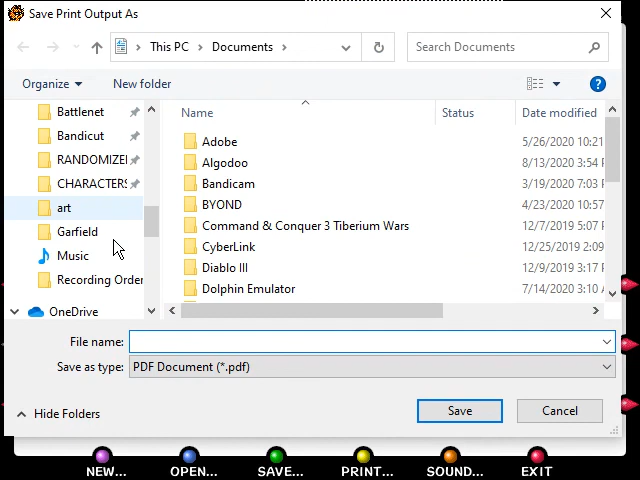 Save Print Output As
This PC > Documents >
Search Documents
Organize
New folder
?
Battlenet
Bandicut
RANDOMIZE
CHARACTERS
art
Garfield
Music
Recording Order
OneDrive
Name Status Date modified
Adobe 5/26/2020 10:21
Algodoo 8/13/2020 3:54 P
Bandicam 3/19/2020 7:03 P
BYOND 4/23/2020 10:57
Command & Conquer 3 Tiberium Wars 12/7/2019 5:07 P
CyberLink 12/25/2019 2:09
Diablo III 12/9/2019 3:17 P
Dolphin Emulator 7/14/2020 3:10 A
File name:
Save as type: PDF Document (*.pdf)
Hide Folders
Save
Cancel
NEW... OPEN... SAVE... PRINT... SOUND... EXIT